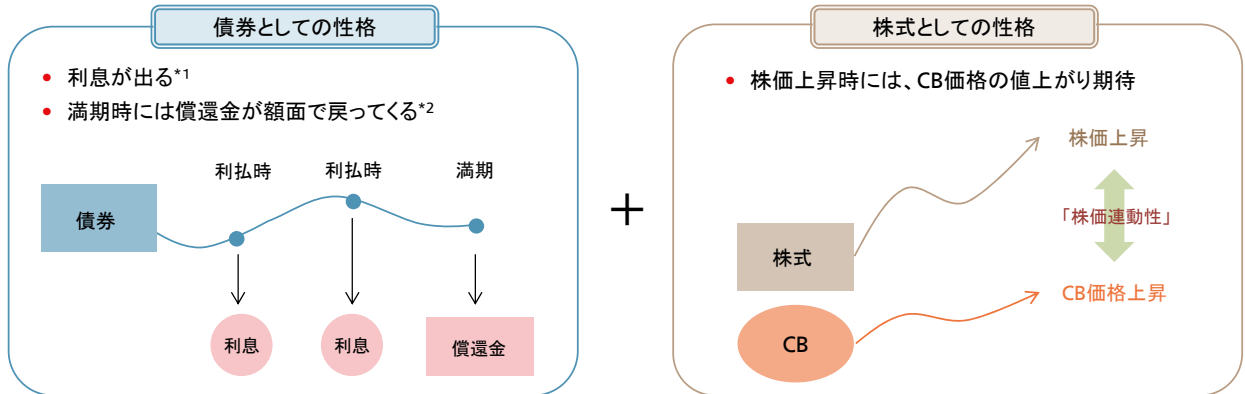 債券としての性格
• 利息が出る*1
• 満期時には償還金が額面で戻ってくる*2
利払時 利払時 満期
債券
利息 利息 償還金
+
株式としての性格
• 株価上昇時には、CB価格の値上がり期待
株価上昇
「株価連動性」
株式
CB価格上昇
CB